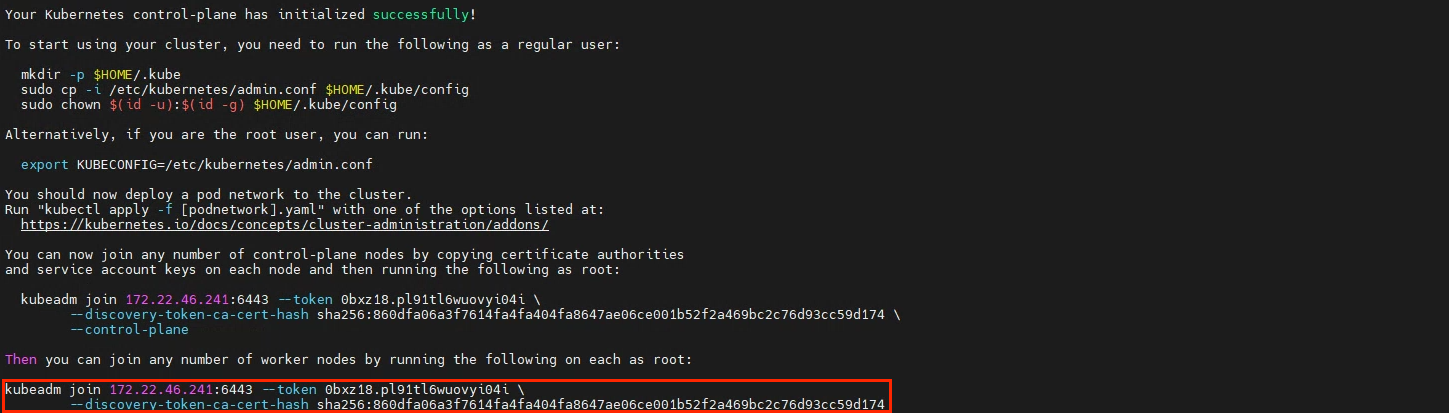 Your Kubernetes control-plane has initialized successfully!
To start using your cluster, you need to run the following as a regular user:
mkdir -p $HOME/.kube
sudo cp -i /etc/kubernetes/admin.conf $HOME/.kube/config
sudo chown $(id -u):$(id -g) $HOME/.kube/config
Alternatively, if you are the root user, you can run:
export KUBECONFIG=/etc/kubernetes/admin.conf
You should now deploy a pod network to the cluster.
Run "kubectl apply -f [podnetwork].yaml" with one of the options listed at:
https://kubernetes.io/docs/concepts/cluster-administration/addons/
You can now join any number of control-plane nodes by copying certificate authorities
and service account keys on each node and then running the following as root:
kubeadm join 172.22.46.241:6443 --token 0bxz18.pl91tl6wuovyi04i \
--discovery-token-ca-cert-hash sha256:860dfa06a3f7614fa4fa404fa8647ae06ce001b52f2a469bc2c76d93cc59d174 \
--control-plane
Then you can join any number of worker nodes by running the following on each as root:
kubeadm join 172.22.46.241:6443 --token 0bxz18.pl91tl6wuovyi04i \
--discovery-token-ca-cert-hash sha256:860dfa06a3f7614fa4fa404fa8647ae06ce001b52f2a469bc2c76d93cc59d174